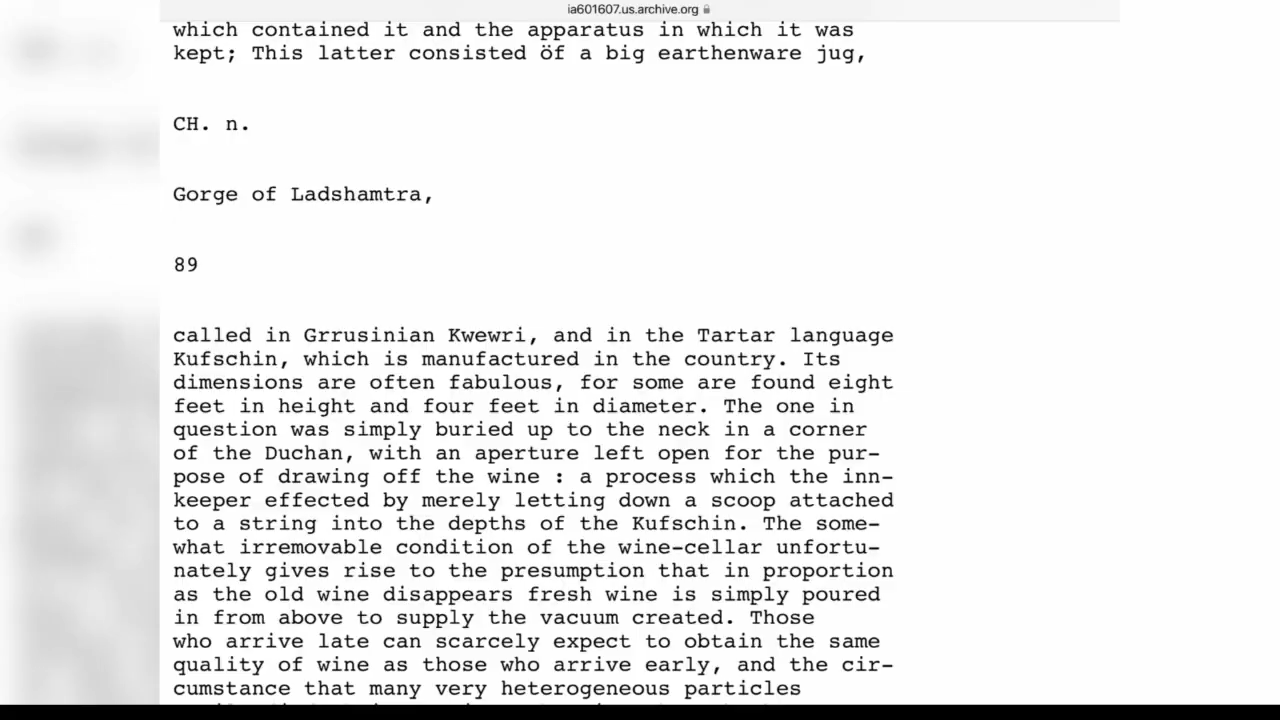 ia601607.us.archive.org
which contained it and the apparatus in which it was
kept; This latter consisted öf a big earthenware jug,
CH. n.
Gorge of Ladshamtra,
89
called in Grrusinian Kwewri, and in the Tartar language
Kufschin, which is manufactured in the country. Its
dimensions are often fabulous, for some are found eight
feet in height and four feet in diameter. The one in
question was simply buried up to the neck in a corner
of the Duchan, with an aperture left open for the pur-
pose of drawing off the wine : a process which the inn-
keeper effected by merely letting down a scoop attached
to a string into the depths of the Kufschin. The some-
what irremovable condition of the wine-cellar unfortu-
nately gives rise to the presumption that in proportion
as the old wine disappears fresh wine is simply poured
in from above to supply the vacuum created. Those
who arrive late can scarcely expect to obtain the same
quality of wine as those who arrive early, and the cir-
cumstance that many very heterogeneous particles